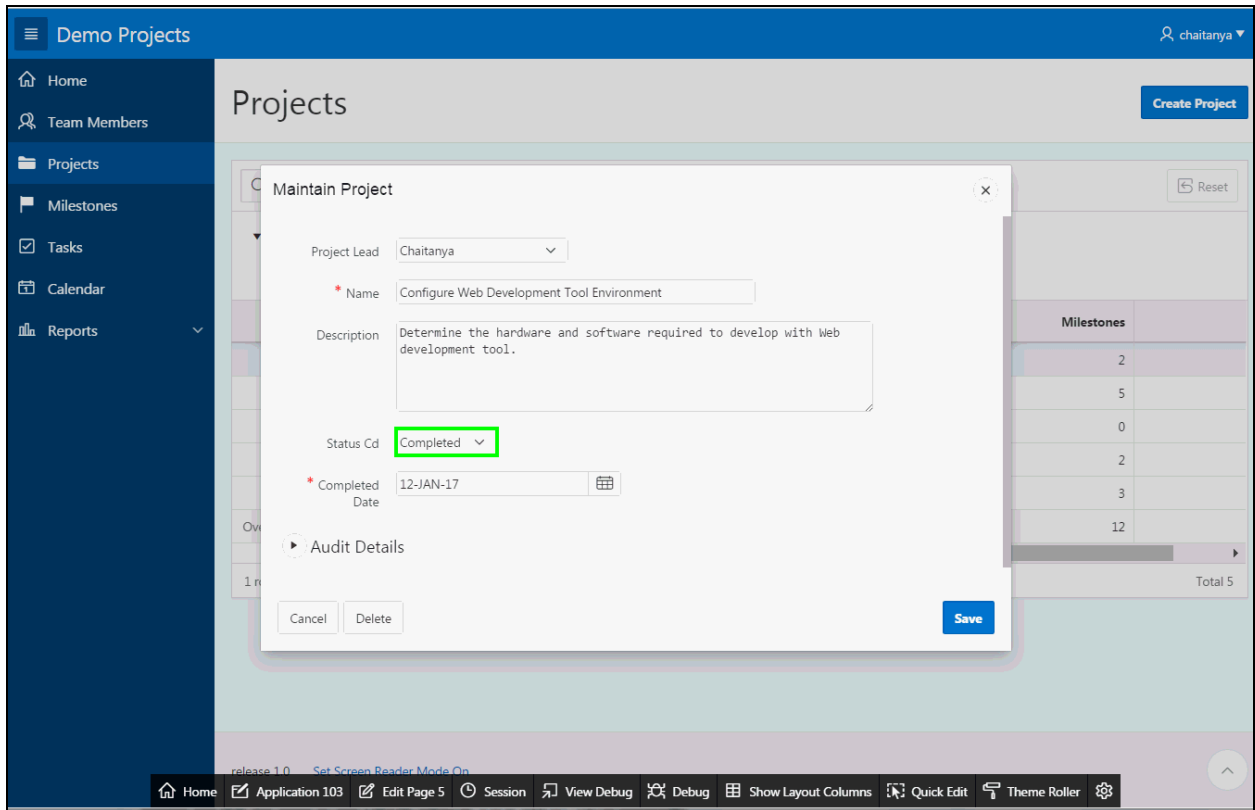 Demo Projects
chaitanya
Home
Team Members
Projects
Milestones
Tasks
Calendar
Reports
Projects
Create Project
Reset
Maintain Project
Project Lead Chaitanya
* Name Configure Web Development Tool Environment
Description Determine the hardware and software required to develop with Web
development tool.
Status Cd Completed
* Completed Date 12-JAN-17
Audit Details
Cancel Delete Save
Milestones
2
5
0
2
3
12
Total 5
release 1.0 Set Screen Reader Mode On
Home Application 103 Edit Page 5 Session View Debug Debug Show Layout Columns Quick Edit Theme Roller